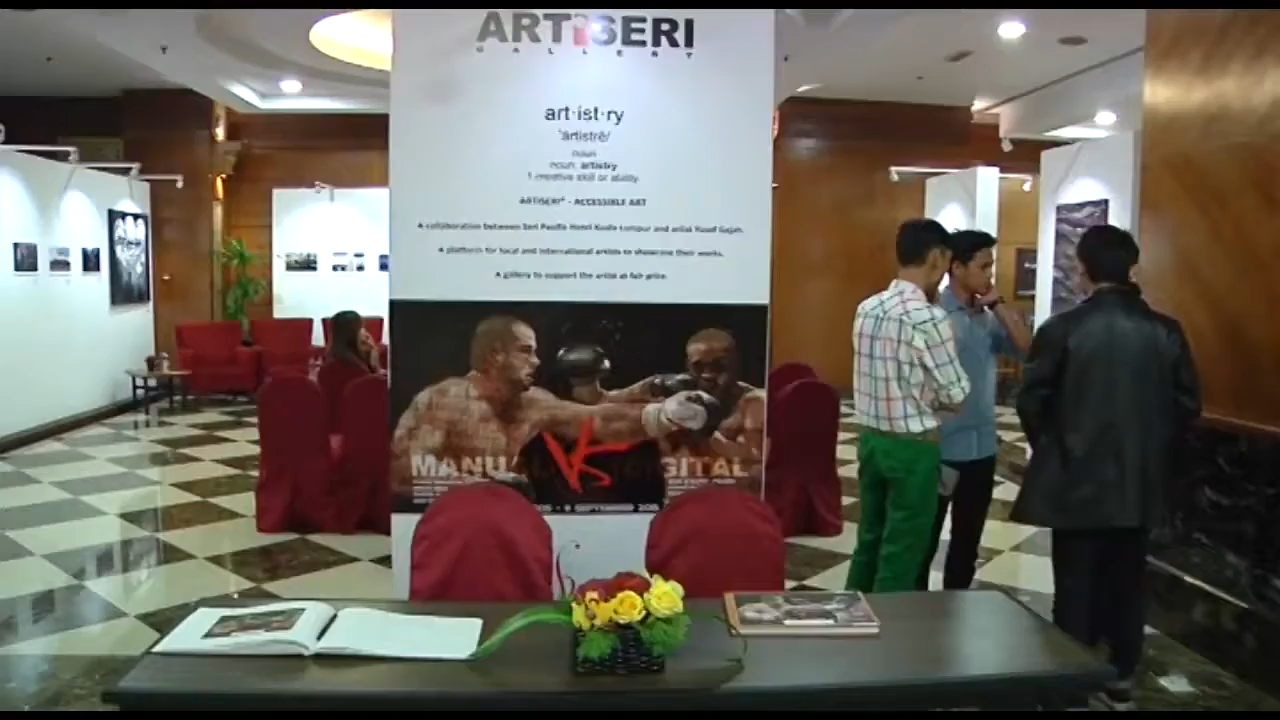 ARTiSERI
GALLERY
art·ist·ry
'ärtistrē/
noun
noun: artistry
1 creative skill or ability.
ARTiSERI® - ACCESSIBLE ART
A collaboration between Seri Pacific Hotel Kuala Lumpur and artist Yusof Gajah.
A platform for local and international artists to showcase their works.
A gallery to support the artist at fair price.
MANUAL VS DIGITAL
SEPTEMBER